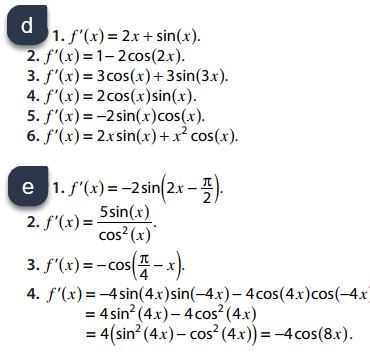 d
1. f'(x) = 2x + sin(x).
2. f'(x) = 1 – 2cos(2x).
3. f'(x) = 3cos(x) + 3sin(3x).
4. f'(x) = 2cos(x)sin(x).
5. f'(x) = –2sin(x)cos(x).
6. f'(x) = 2x sin(x) + x² cos(x).
e
1. f'(x) = –2sin(2x – π/2).
2. f'(x) = 5sin(x)/cos²(x).
3. f'(x) = –cos(π/4 – x).
4. f'(x) = –4sin(4x)sin(–4x) – 4cos(4x)cos(–4x
= 4sin²(4x) – 4cos²(4x)
= 4(sin²(4x) – cos²(4x)) = –4cos(8x).